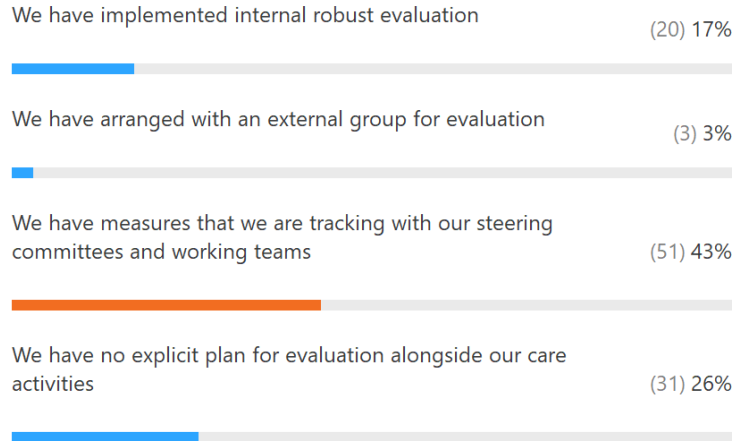 We have implemented internal robust evaluation
(20) 17%
We have arranged with an external group for evaluation
(3) 3%
We have measures that we are tracking with our steering
committees and working teams
(51) 43%
We have no explicit plan for evaluation alongside our care
activities
(31) 26%